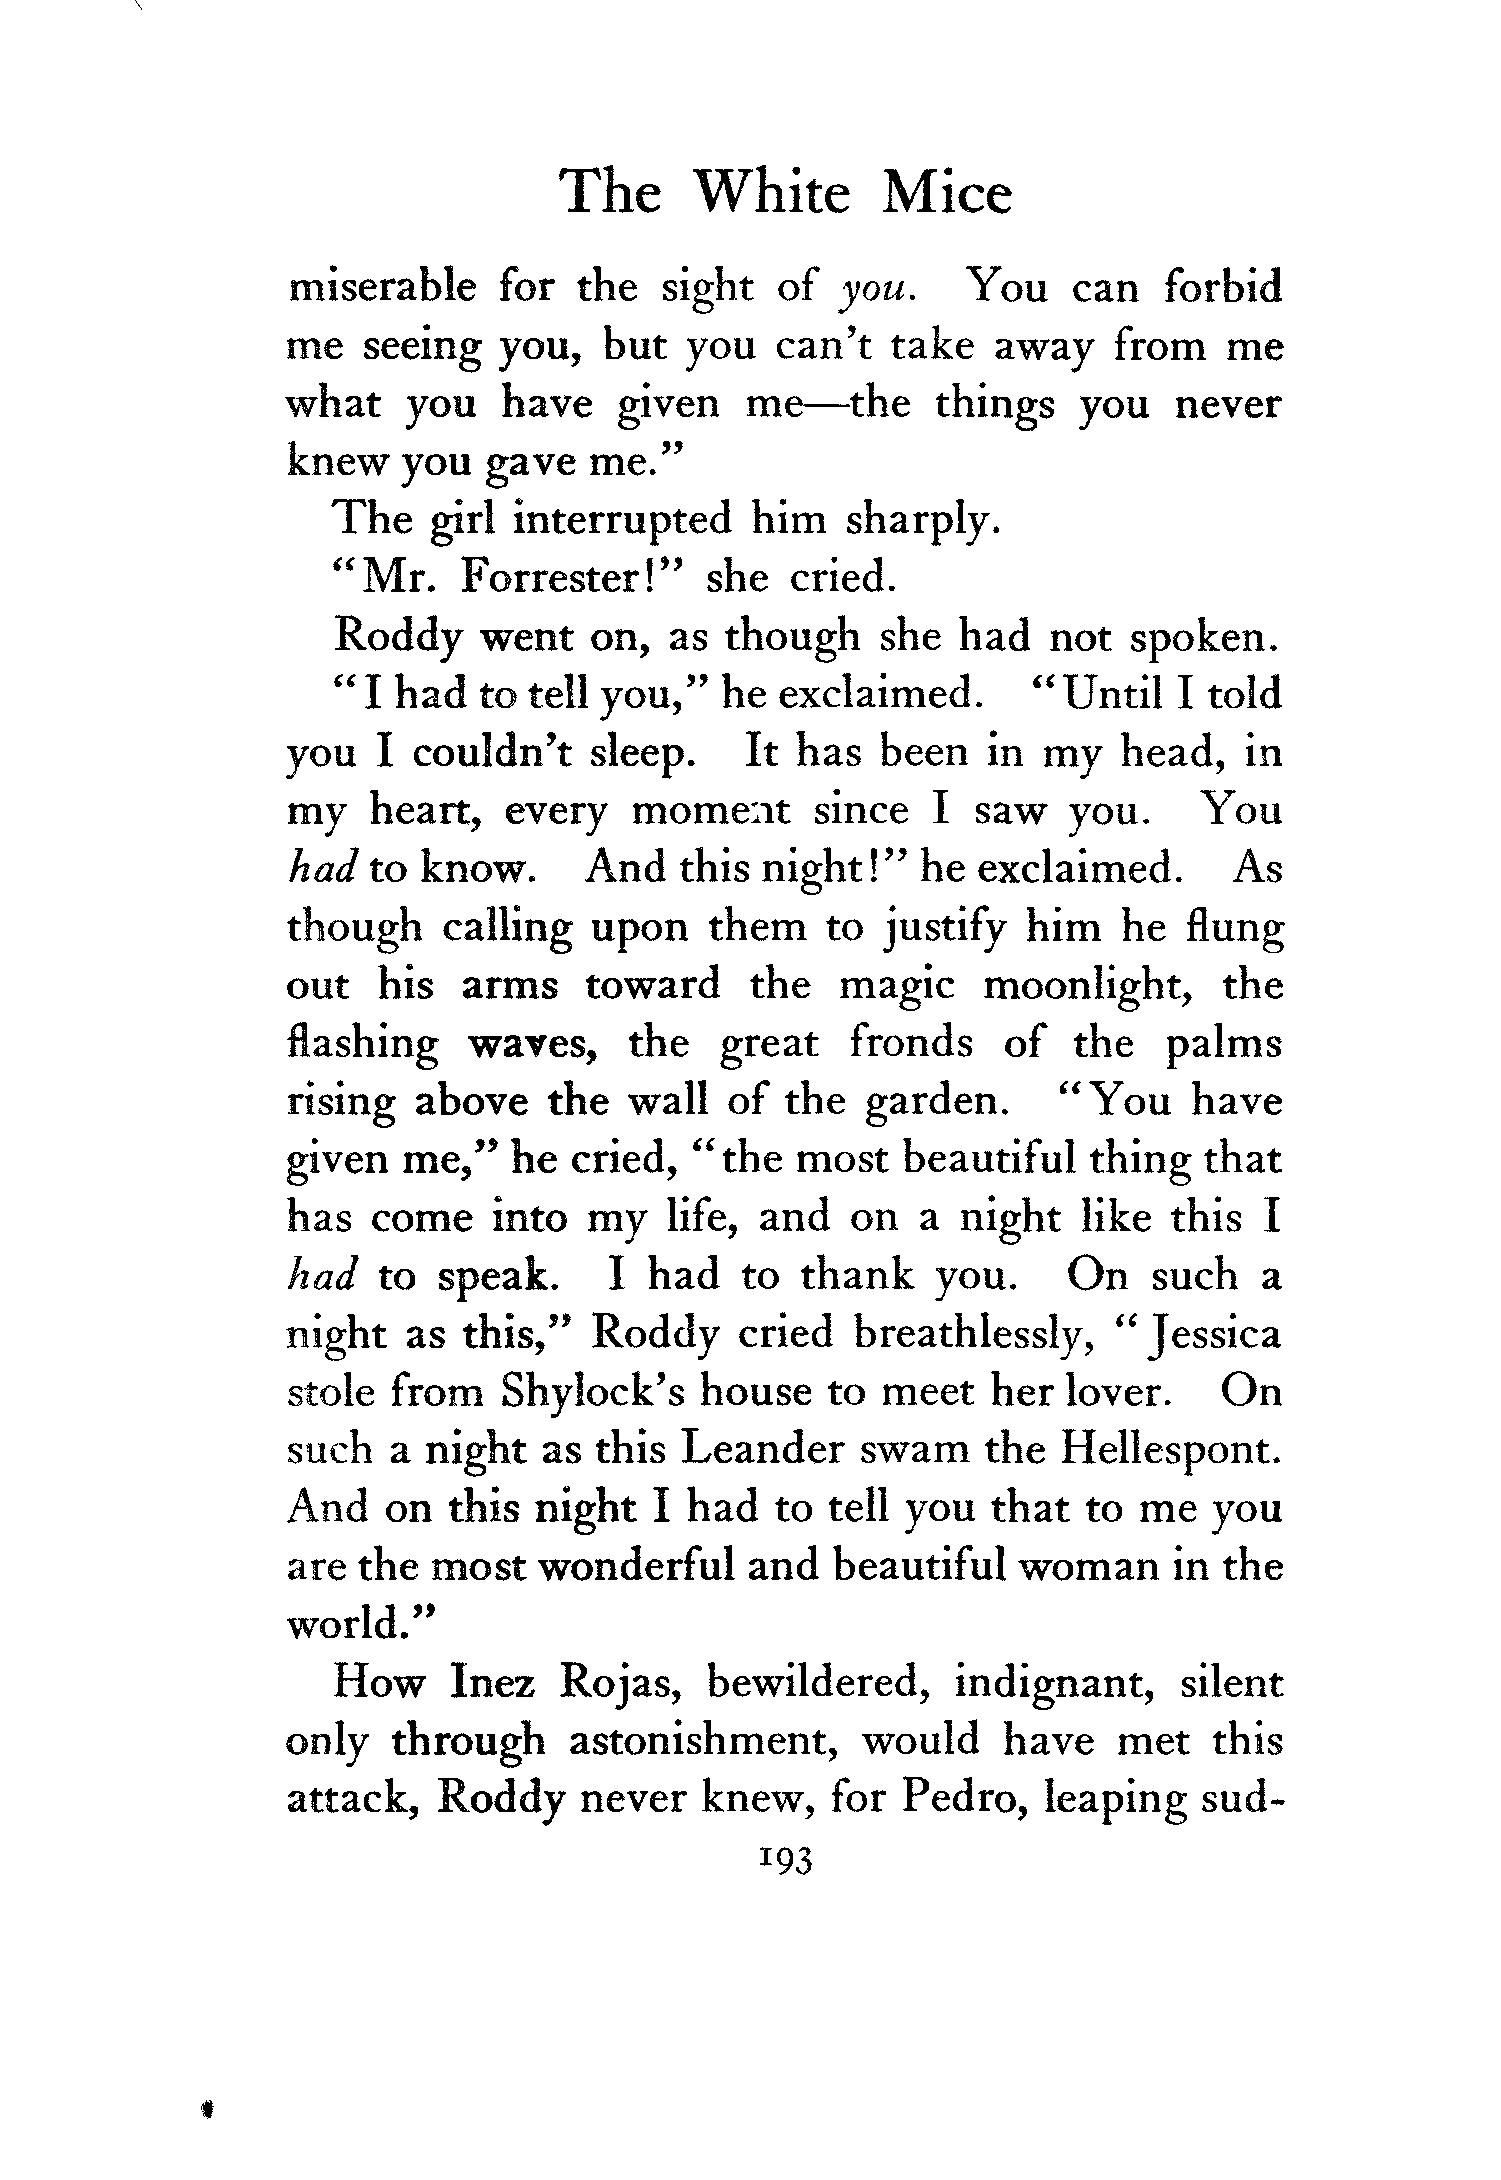 The White Mice
miserable for the sight of you. You can forbid
me seeing you, but you can't take away from me
what you have given me—the things you never
knew you gave me."
The girl interrupted him sharply.
"Mr. Forrester!" she cried.
Roddy went on, as though she had not spoken.
"I had to tell you," he exclaimed. "Until I told
you I couldn't sleep. It has been in my head, in
my heart, every moment since I saw you. You
had to know. And this night!" he exclaimed. As
though calling upon them to justify him he flung
out his arms toward the magic moonlight, the
flashing waves, the great fronds of the palms
rising above the wall of the garden. "You have
given me," he cried, "the most beautiful thing that
has come into my life, and on a night like this I
had to speak. I had to thank you. On such a
night as this," Roddy cried breathlessly, "Jessica
stole from Shylock's house to meet her lover. On
such a night as this Leander swam the Hellespont.
And on this night I had to tell you that to me you
are the most wonderful and beautiful woman in the
world."
How Inez Rojas, bewildered, indignant, silent
only through astonishment, would have met this
attack, Roddy never knew, for Pedro, leaping sud-
193